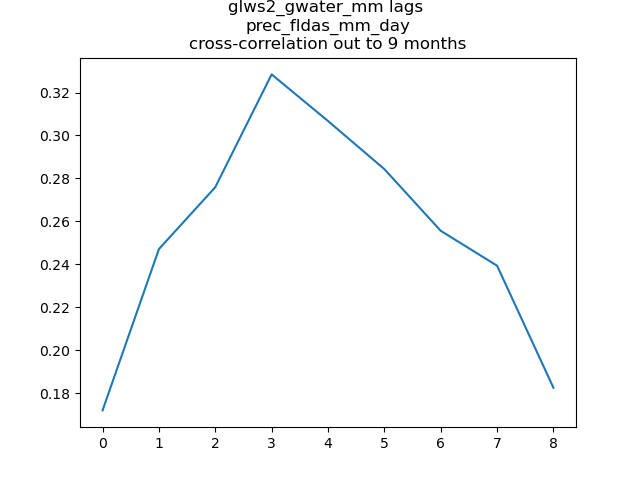 glws2_gwater_mm lags
prec_fldas_mm_day
cross-correlation out to 9 months
0.32
0.30
0.28
0.26
0.24
0.22
0.20
0.18
0 1 2 3 4 5 6 7 8